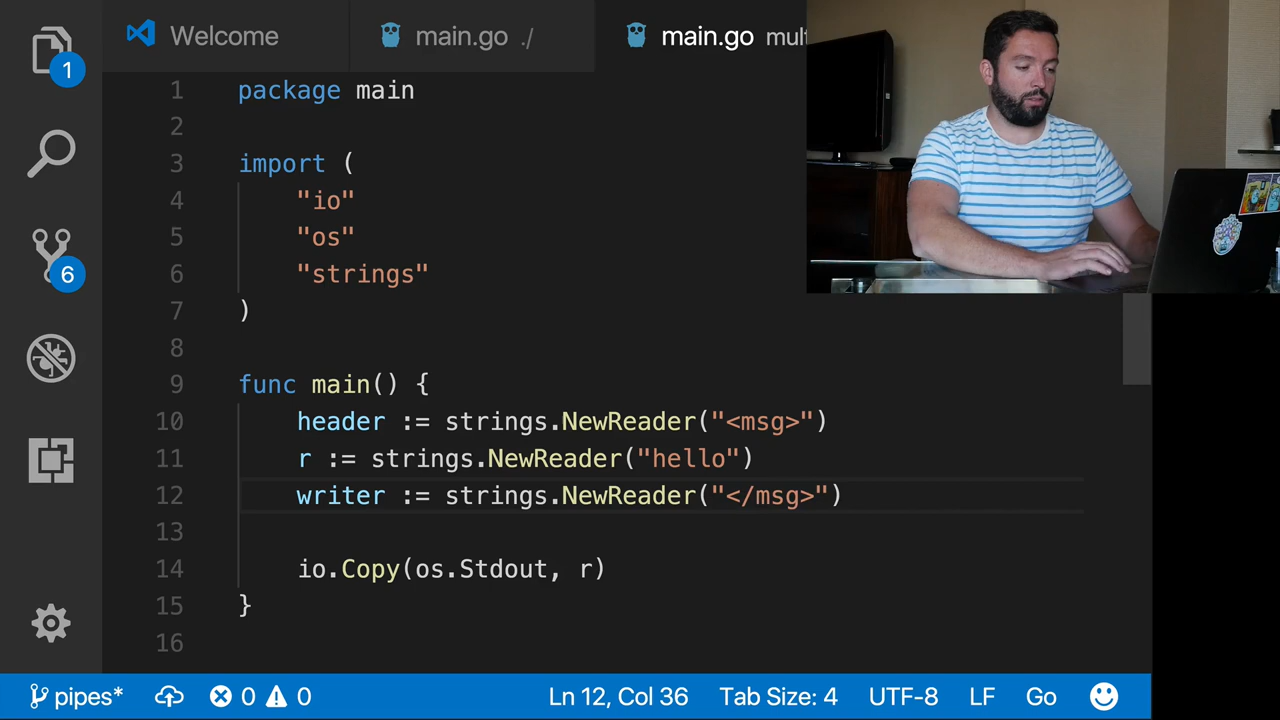 Welcome
main.go ./
main.go mult
1
1 package main
2
3 import (
4 "io"
5 "os"
6 "strings"
7 )
8
9 func main() {
10 header := strings.NewReader("<msg>")
11 r := strings.NewReader("hello")
12 writer := strings.NewReader("</msg>")
13
14 io.Copy(os.Stdout, r)
15 }
16
6
pipes* 0 0 Ln 12, Col 36 Tab Size: 4 UTF-8 LF Go